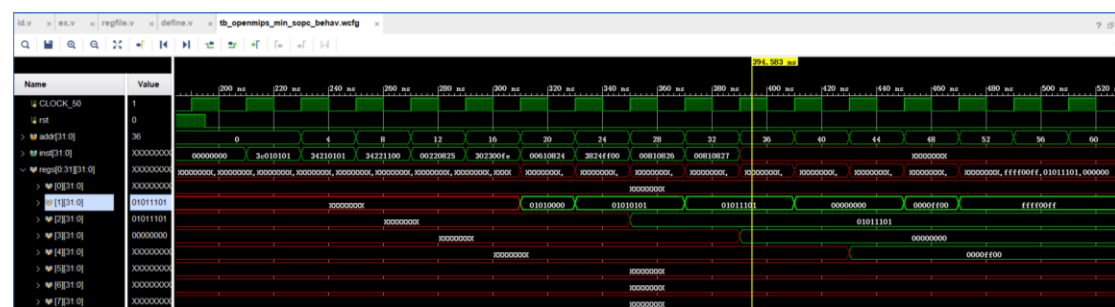 id.v × ex.v × regfile.v × define.v × tb_openmips_min_sopc_behav.wcfg × ?
394.583 ns
Name Value 200 ns 220 ns 240 ns 260 ns 280 ns 300 ns 320 ns 340 ns 360 ns 380 ns 400 ns 420 ns 440 ns 460 ns 480 ns 500 ns 520
CLOCK_50 1
rst 0
addr[31:0] 36 0 4 8 12 16 20 24 28 32 36 40 44 48 52 56 60
inst[31:0] XXXXXXXX 00000000 3c010101 34210101 34221100 00220825 302300fe 00610824 3824ff00 00810826 00810827 XXXXXXXX
regs[0:31][31:0] XXXXXXXX, XXXXXXXX, ffff00ff, 01011101, 000000
[0][31:0] XXXXXXXX XXXXXXXX
[1][31:0] 01011101 XXXXXXXX 01010000 01010101 01011101 00000000 0000ff00 ffff00ff
[2][31:0] 01011101 XXXXXXXX 01011101
[3][31:0] 00000000 XXXXXXXX 00000000
[4][31:0] XXXXXXXX XXXXXXXX 0000ff00
[5][31:0] XXXXXXXX XXXXXXXX
[6][31:0] XXXXXXXX XXXXXXXX
[7][31:0] XXXXXXXX XXXXXXXX